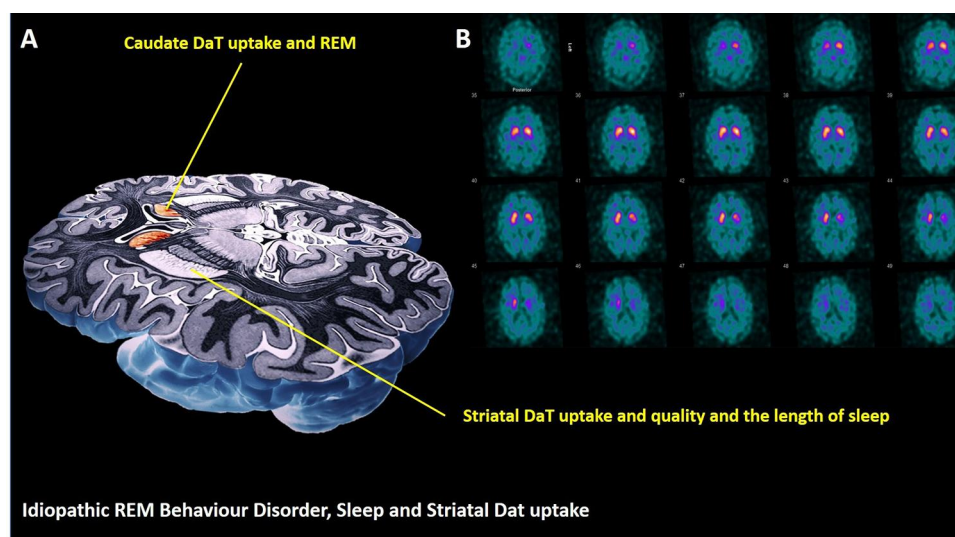 A
Caudate DaT uptake and REM
B
Left
Posterior
35 36 37 38 39
40 41 42 43 44
45 46 47 48 49
Striatal DaT uptake and quality and the length of sleep
Idiopathic REM Behaviour Disorder, Sleep and Striatal Dat uptake